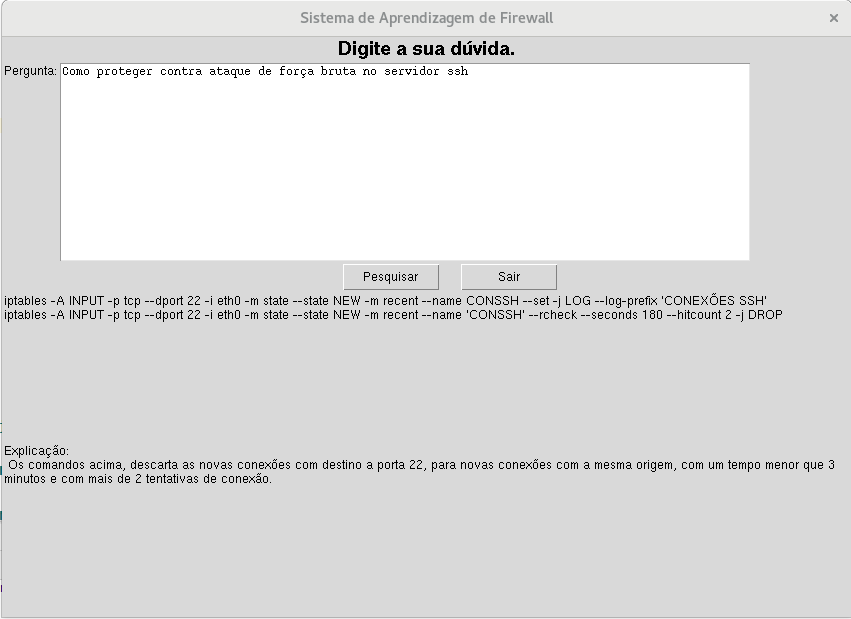 Sistema de Aprendizagem de Firewall
Digite a sua dúvida.
Pergunta: Como proteger contra ataque de força bruta no servidor ssh
Pesquisar Sair
iptables -A INPUT -p tcp --dport 22 -i eth0 -m state --state NEW -m recent --name CONSSH --set -j LOG --log-prefix 'CONEXÕES SSH'
iptables -A INPUT -p tcp --dport 22 -i eth0 -m state --state NEW -m recent --name 'CONSSH' --rcheck --seconds 180 --hitcount 2 -j DROP
Explicação:
Os comandos acima, descarta as novas conexões com destino a porta 22, para novas conexões com a mesma origem, com um tempo menor que 3
minutos e com mais de 2 tentativas de conexão.